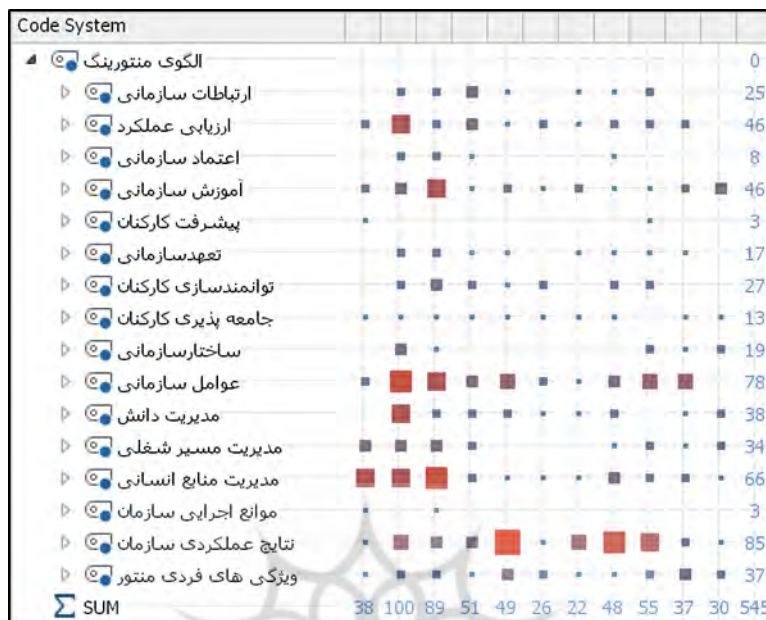 Code System
الگوی منتورینگ 0
ارتباطات سازمانی 25
ارزیابی عملکرد 46
اعتماد سازمانی 8
آموزش سازمانی 46
پیشرفت کارکنان 3
تعهدسازمانی 17
توانمندسازی کارکنان 27
جامعه پذیری کارکنان 13
ساختارسازمانی 19
عوامل سازمانی 78
مدیریت دانش 38
مدیریت مسیر شغلی 34
مدیریت منابع انسانی 66
موانع اجرایی سازمان 3
نتایج عملکردی سازمان 85
ویژگی های فردی منتور 37
Σ SUM 38 100 89 51 49 26 22 48 55 37 30 545